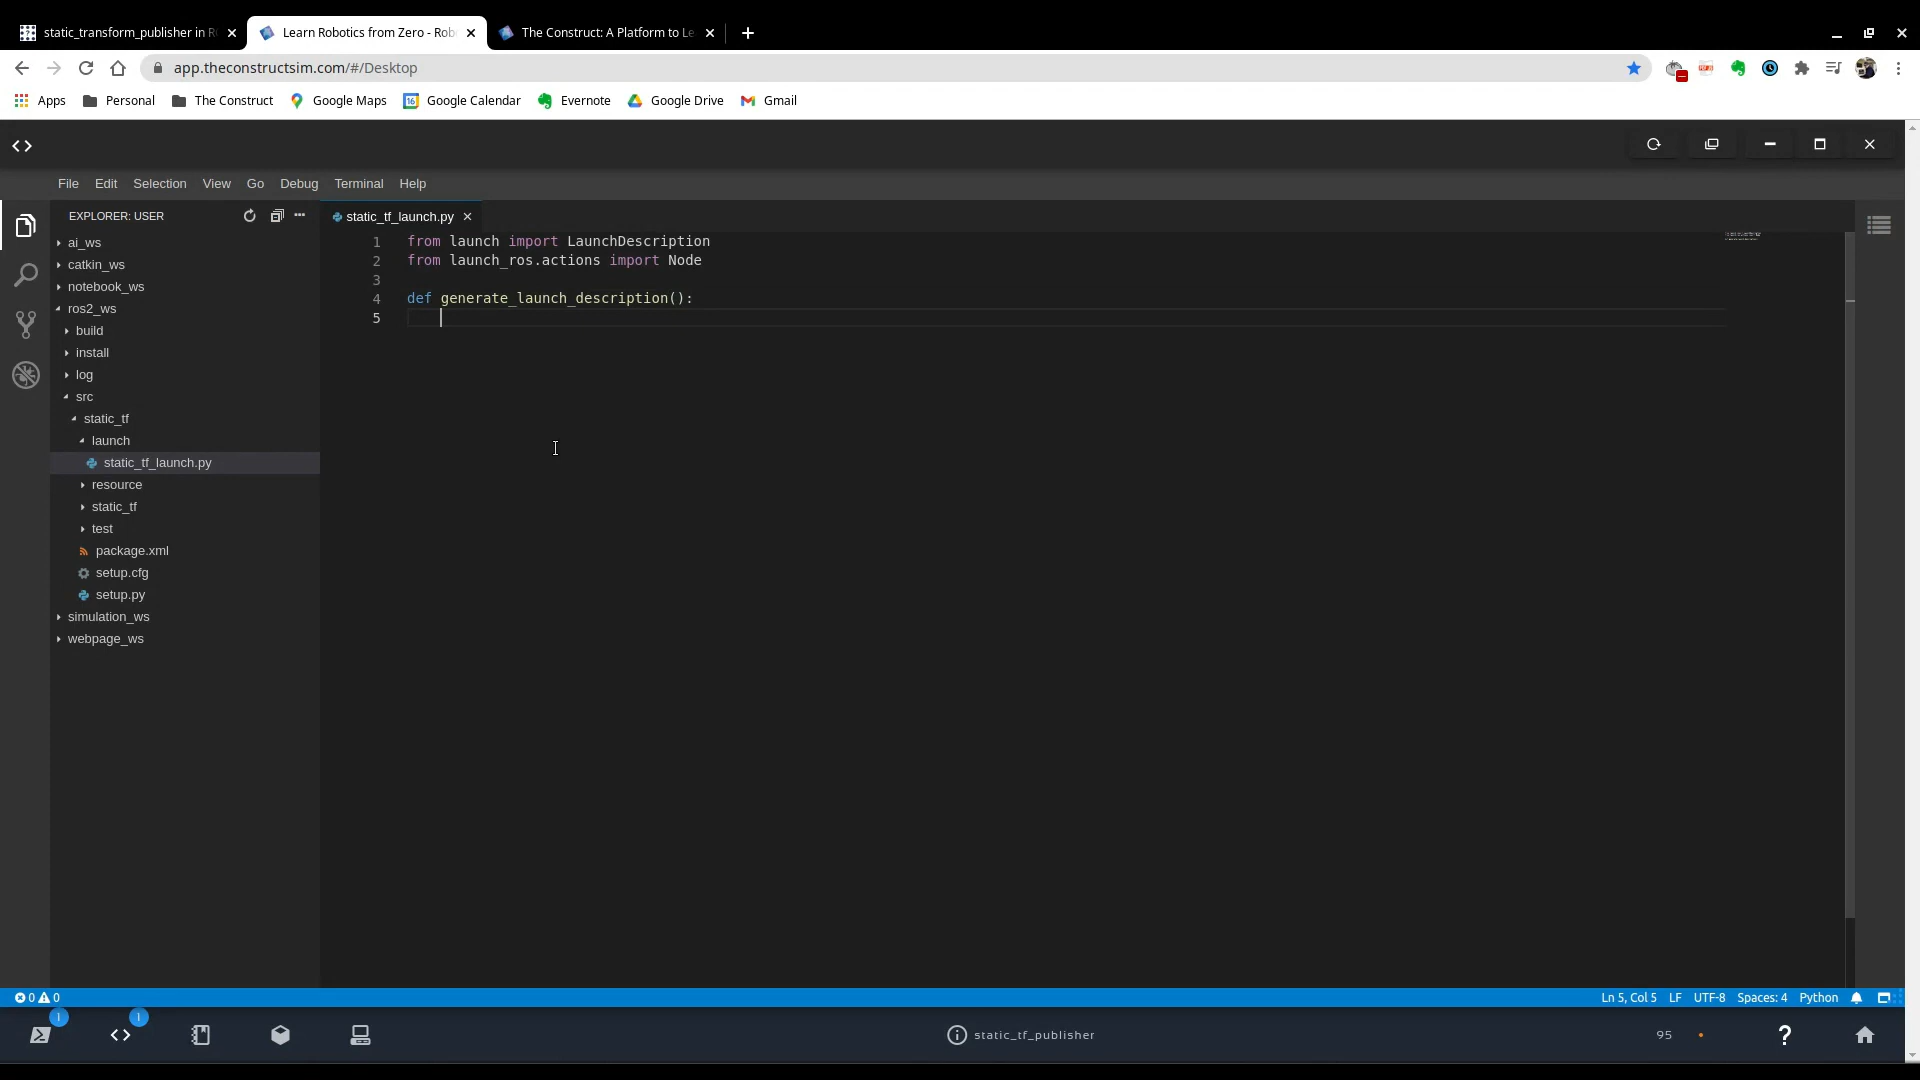 static_transform_publisher in R
Learn Robotics from Zero - Rob
The Construct: A Platform to Le
app.theconstructsim.com/#/Desktop
Apps
Personal
The Construct
Google Maps
16
Google Calendar
Evernote
Google Drive
Gmail
File
Edit
Selection
View
Go
Debug
Terminal
Help
EXPLORER: USER
static_tf_launch.py
ai_ws
catkin_ws
notebook_ws
ros2_ws
build
install
log
src
static_tf
launch
static_tf_launch.py
resource
static_tf
test
package.xml
setup.cfg
setup.py
simulation_ws
webpage_ws
1 from launch import LaunchDescription
2 from launch_ros.actions import Node
3
4 def generate_launch_description():
5
0
0
Ln 5, Col 5
LF
UTF-8
Spaces: 4
Python
1
1
static_tf_publisher
95
?